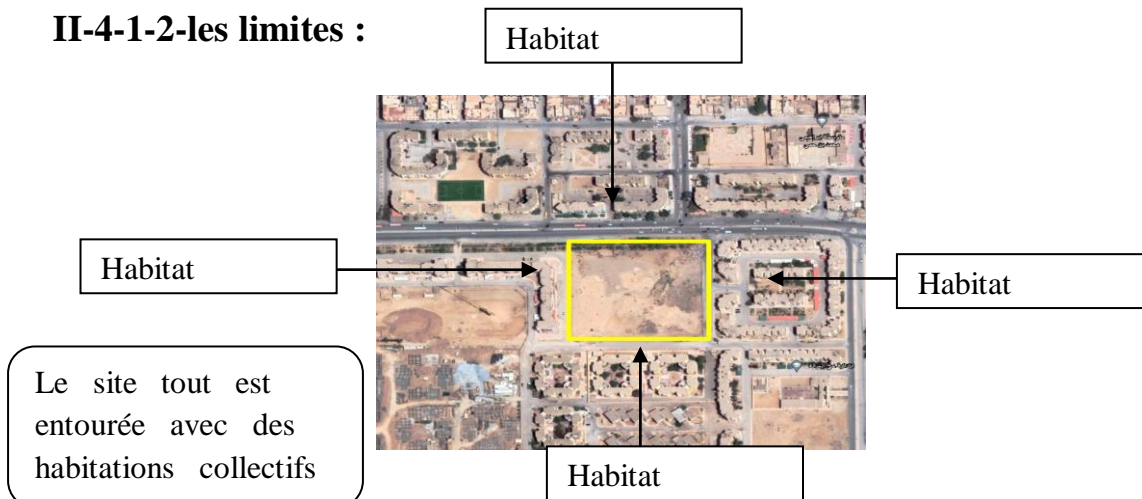 II-4-1-2-les limites :
Habitat
Habitat
Habitat
Le site tout est
entourée avec des
habitations collectifs
Habitat